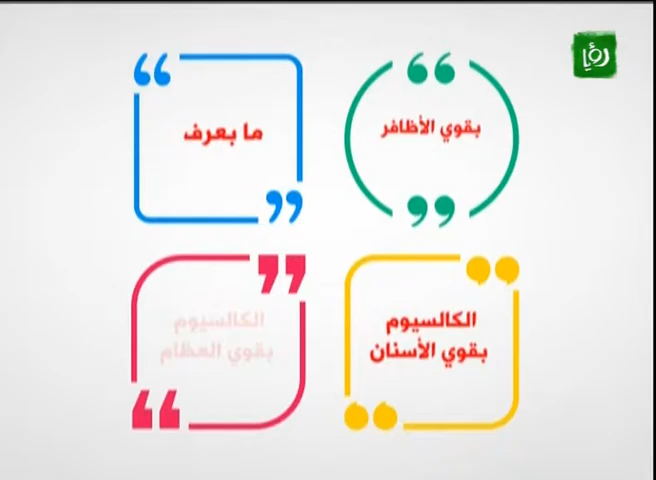 رؤيا
بقوي الأظافر
ما بعرف
الكالسيوم
بقوي الأسنان
الكالسيوم
بقوي العظام